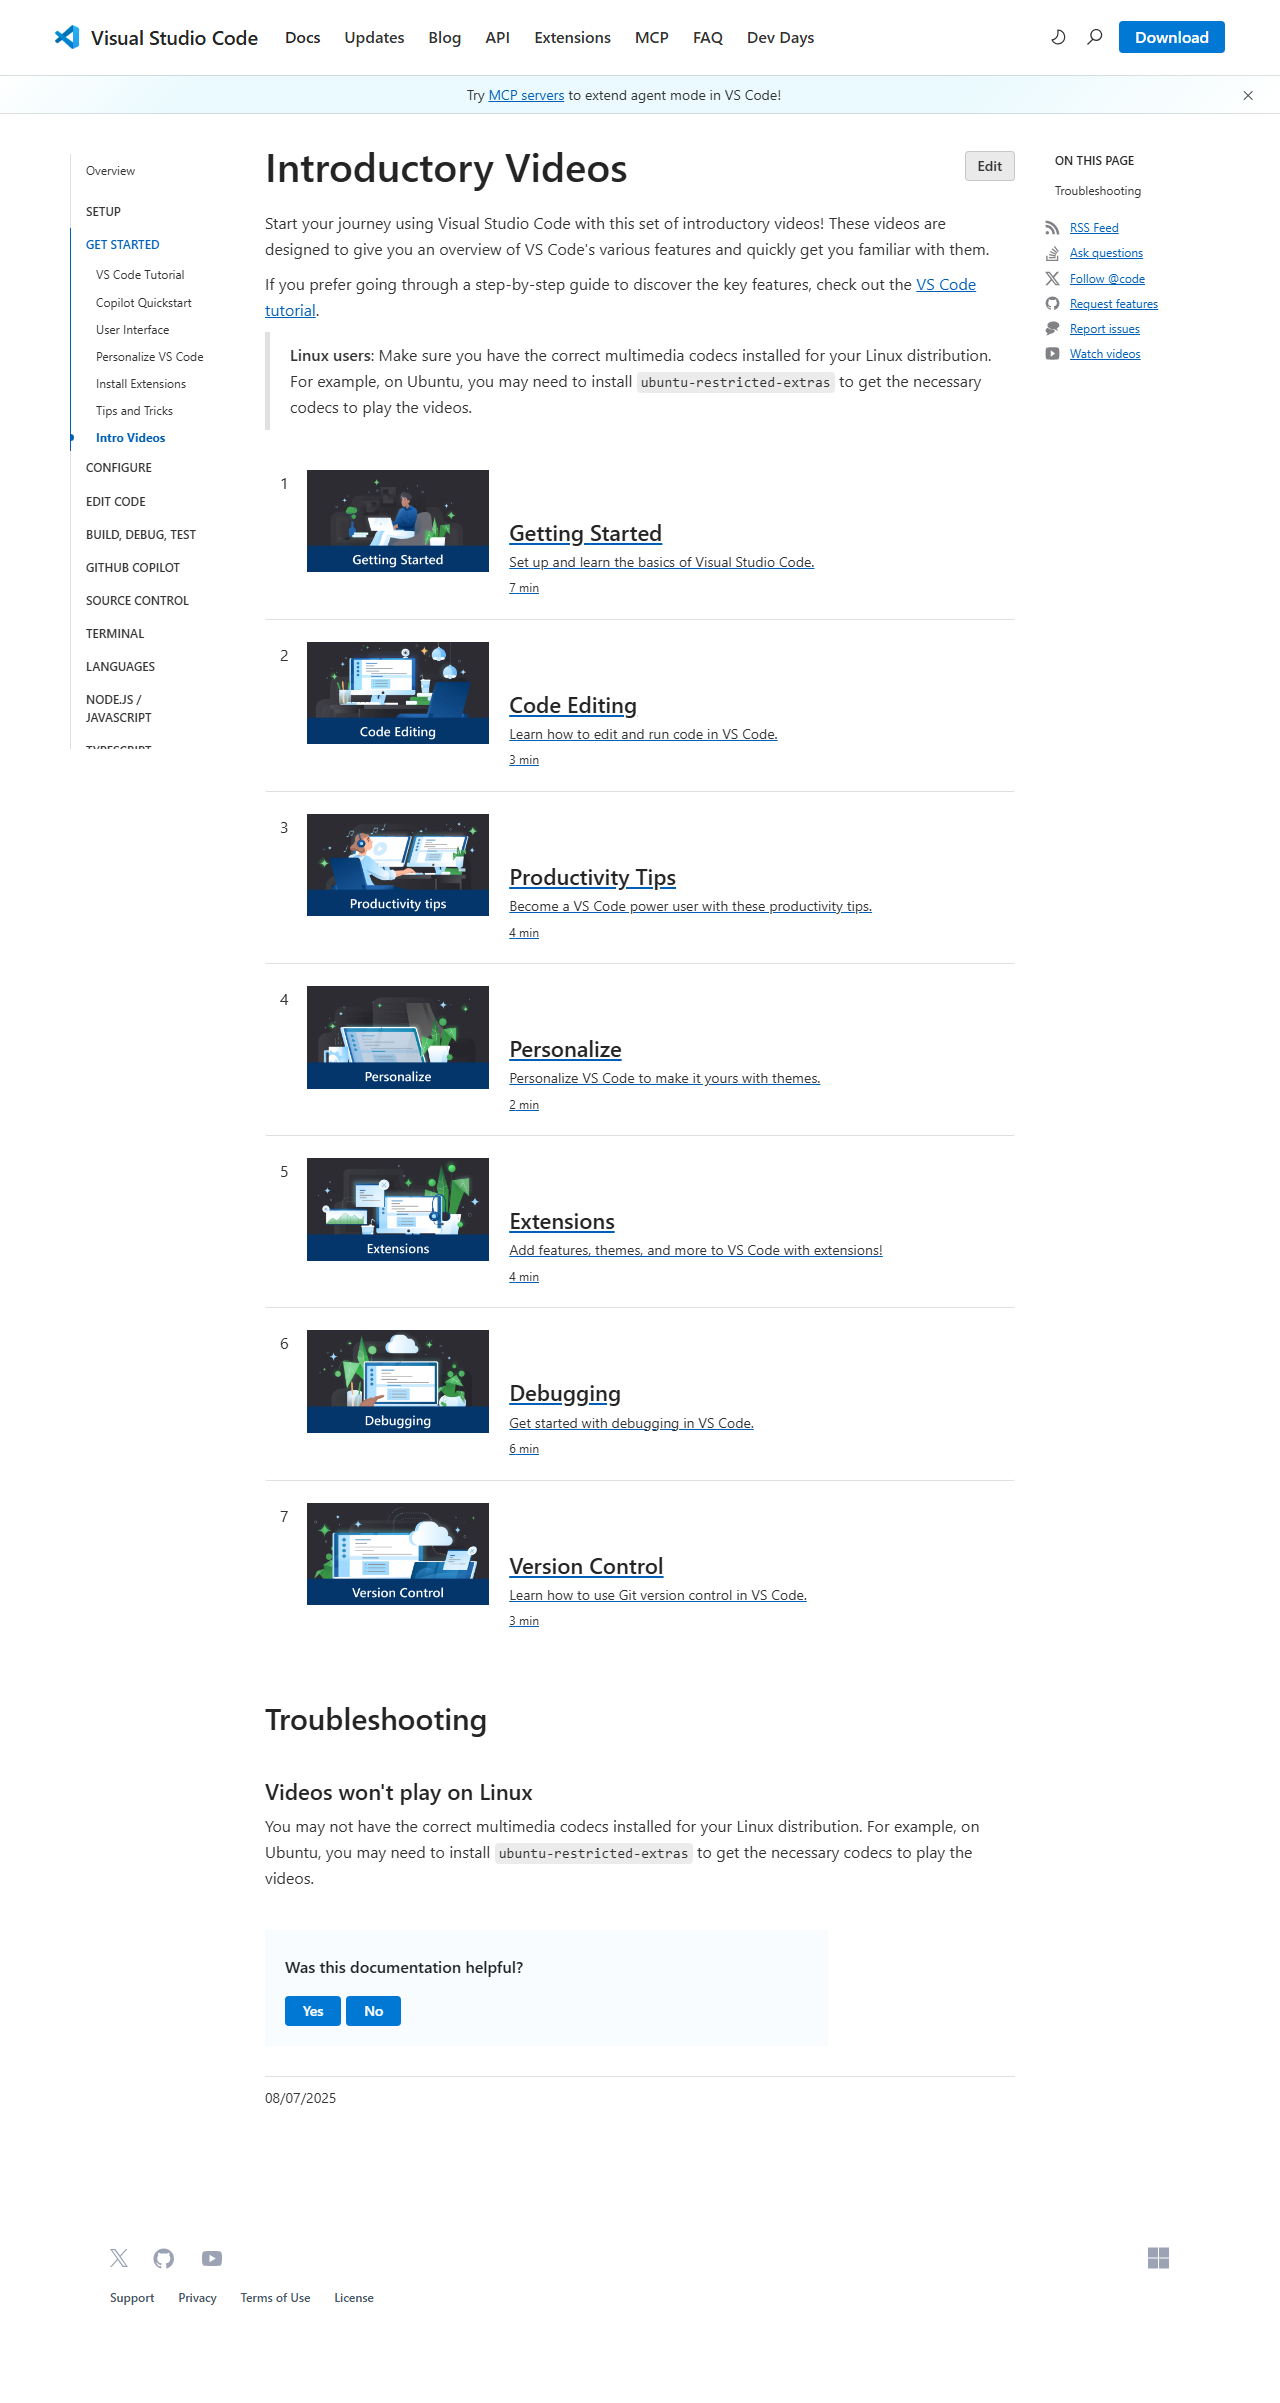 Visual Studio Code Docs Updates Blog API Extensions MCP FAQ Dev Days Download
Try MCP servers to extend agent mode in VS Code!
Overview
SETUP
GET STARTED
VS Code Tutorial
Copilot Quickstart
User Interface
Personalize VS Code
Install Extensions
Tips and Tricks
Intro Videos
CONFIGURE
EDIT CODE
BUILD, DEBUG, TEST
GITHUB COPILOT
SOURCE CONTROL
TERMINAL
LANGUAGES
NODE.JS /
JAVASCRIPT
TYPESCRIPT
Introductory Videos
Edit
Start your journey using Visual Studio Code with this set of introductory videos! These videos are
designed to give you an overview of VS Code's various features and quickly get you familiar with them.
If you prefer going through a step-by-step guide to discover the key features, check out the VS Code
tutorial.
Linux users: Make sure you have the correct multimedia codecs installed for your Linux distribution.
For example, on Ubuntu, you may need to install ubuntu-restricted-extras to get the necessary
codecs to play the videos.
1
Getting Started
Getting Started
Set up and learn the basics of Visual Studio Code.
7 min
2
Code Editing
Code Editing
Learn how to edit and run code in VS Code.
3 min
3
Productivity tips
Productivity Tips
Become a VS Code power user with these productivity tips.
4 min
4
Personalize
Personalize
Personalize VS Code to make it yours with themes.
2 min
5
Extensions
Extensions
Add features, themes, and more to VS Code with extensions!
4 min
6
Debugging
Debugging
Get started with debugging in VS Code.
6 min
7
Version Control
Version Control
Learn how to use Git version control in VS Code.
3 min
Troubleshooting
Videos won't play on Linux
You may not have the correct multimedia codecs installed for your Linux distribution. For example, on
Ubuntu, you may need to install ubuntu-restricted-extras to get the necessary codecs to play the
videos.
Was this documentation helpful?
Yes No
08/07/2025
ON THIS PAGE
Troubleshooting
RSS Feed
Ask questions
Follow @code
Request features
Report issues
Watch videos
Support Privacy Terms of Use License